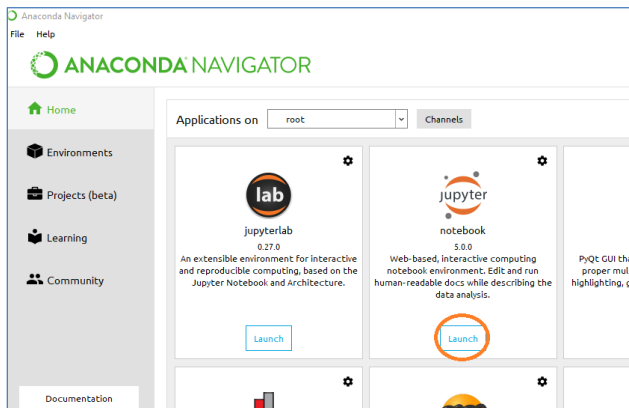 Anaconda Navigator
File Help
ANACONDA NAVIGATOR
Home
Environments
Projects (beta)
Learning
Community
Documentation
Applications on root Channels
lab
jupyterlab
0.27.0
An extensible environment for interactive
and reproducible computing, based on the
Jupyter Notebook and Architecture.
Launch
jupyter
notebook
5.0.0
Web-based, interactive computing
notebook environment. Edit and run
human-readable docs while describing the
data analysis.
Launch
PyQt GUI tha
proper mul
highlighting, g